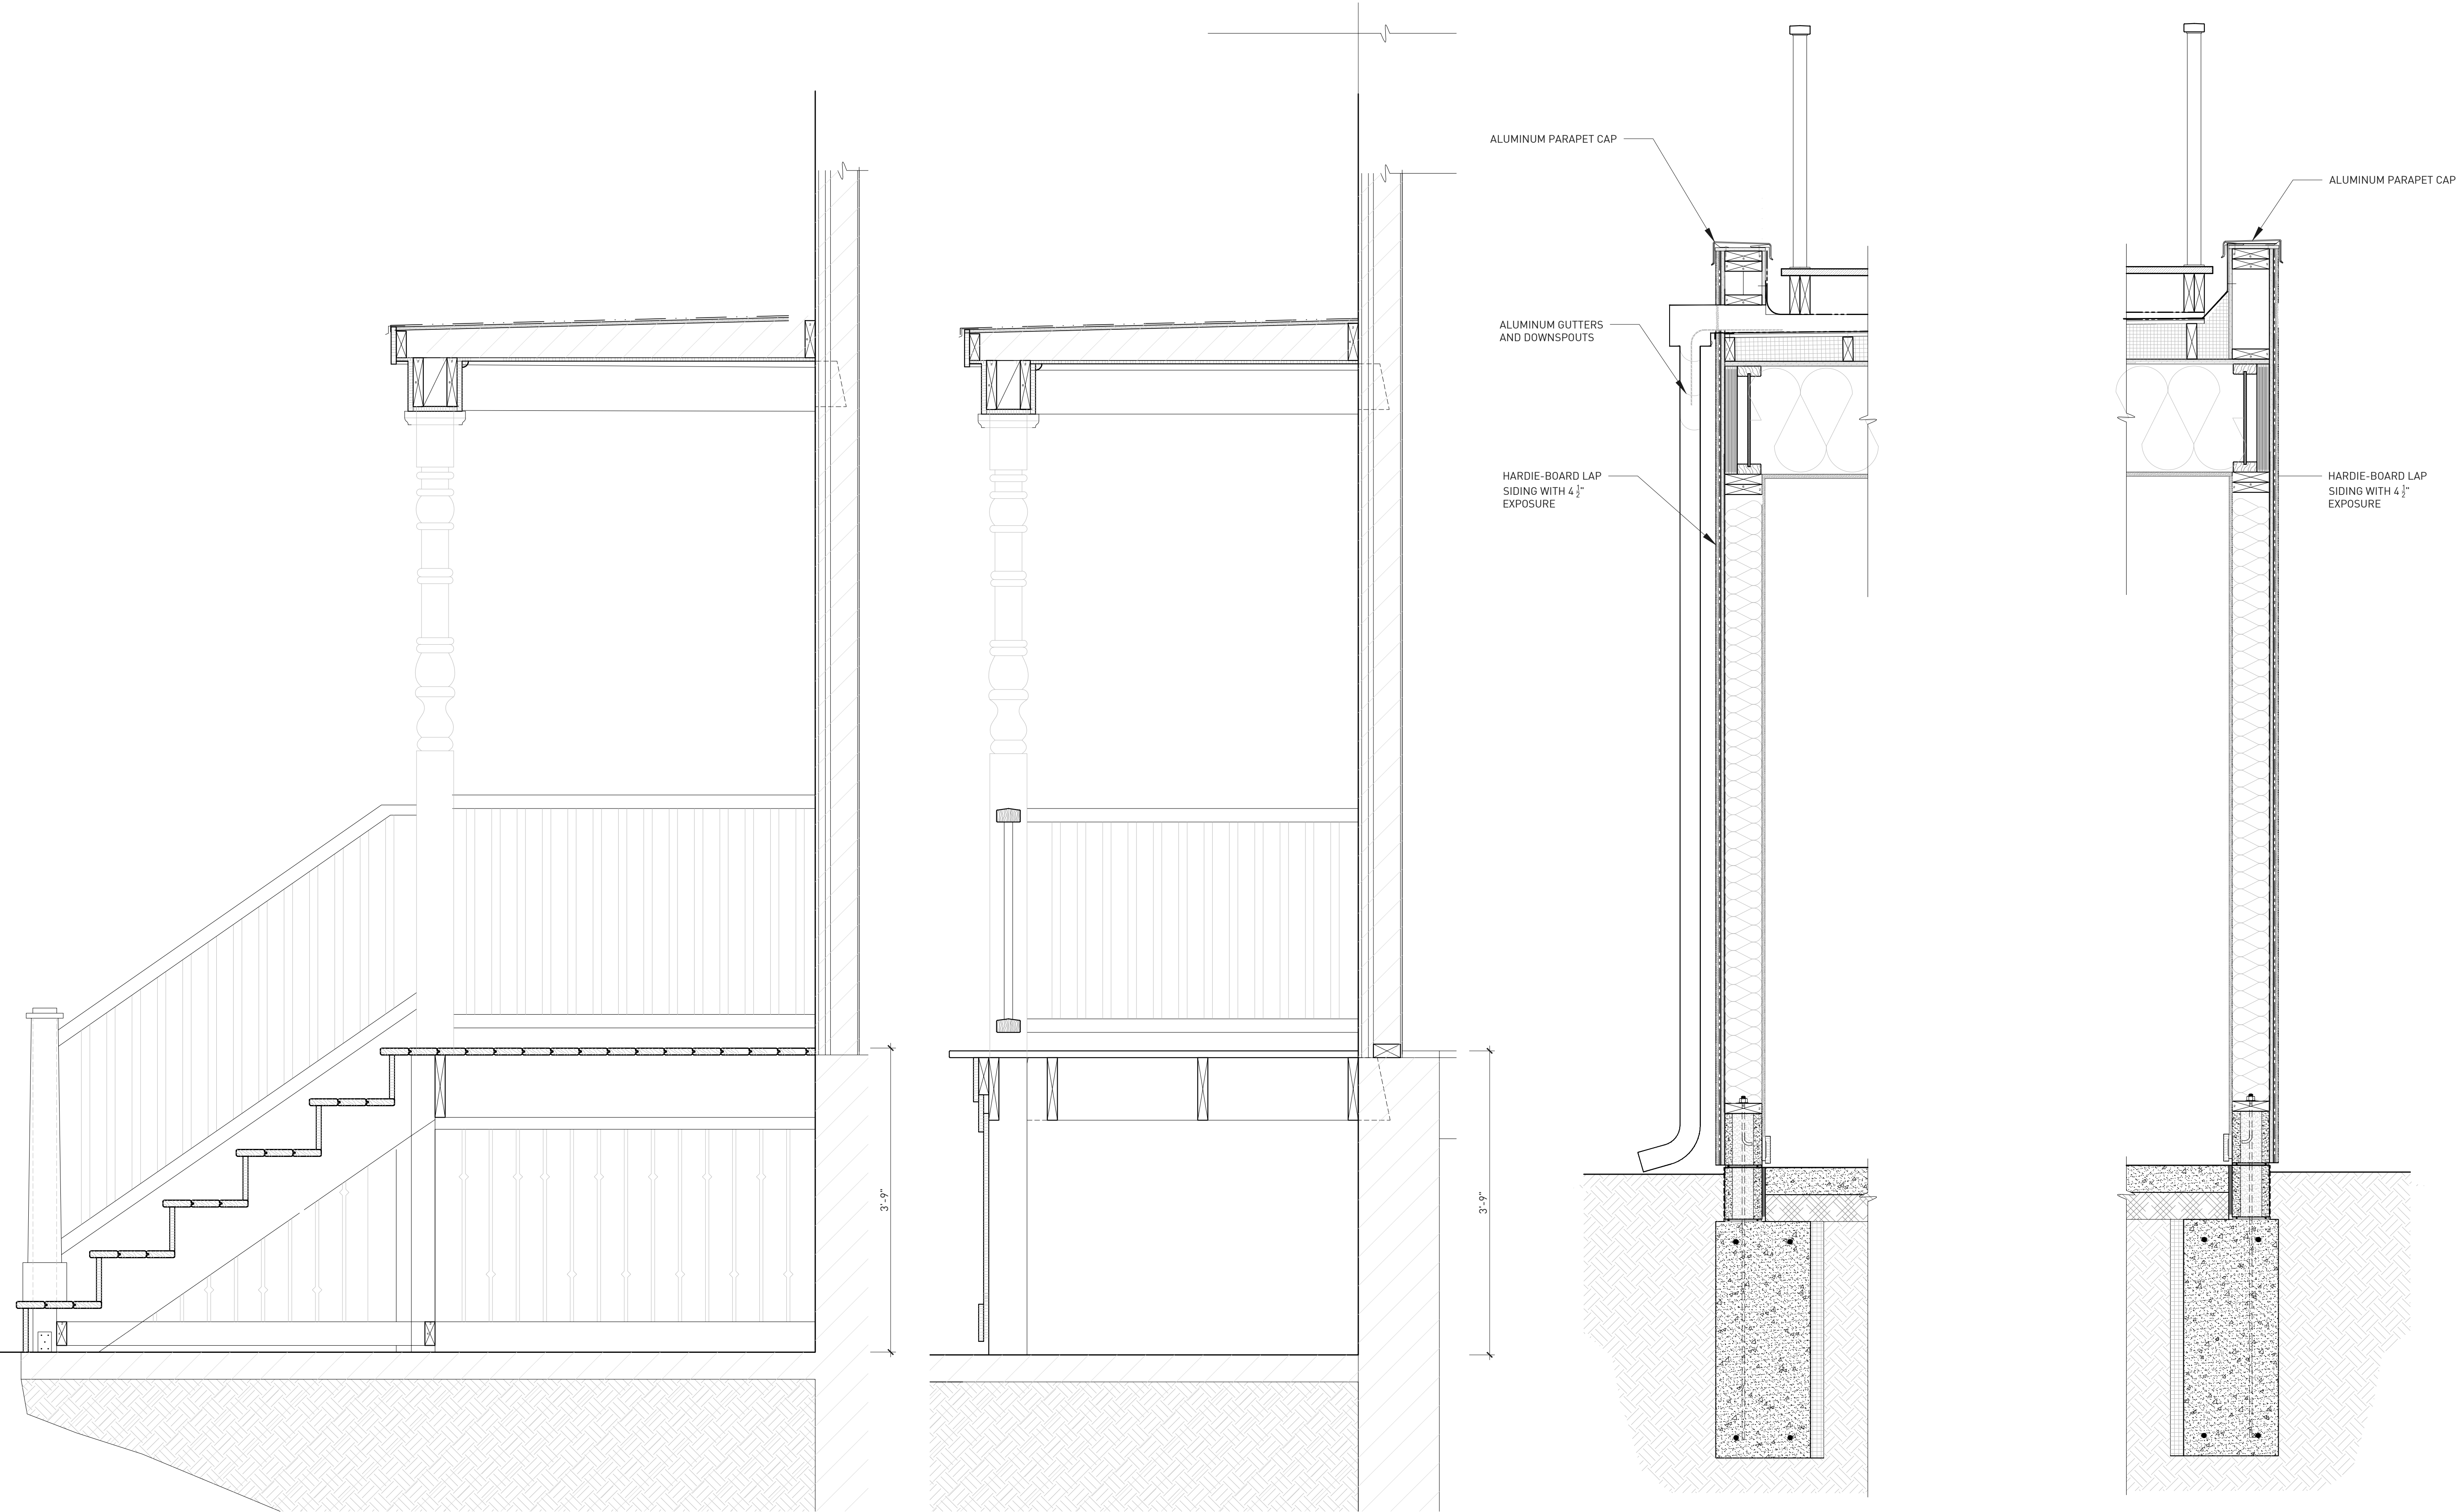 ALUMINUM PARAPET CAP
ALUMINUM PARAPET CAP
ALUMINUM GUTTERS
AND DOWNSPOUTS
HARDIE-BOARD LAP
SIDING WITH 4 1/2"
EXPOSURE
HARDIE-BOARD LAP
SIDING WITH 4 1/2"
EXPOSURE
3'-9"
3'-9"